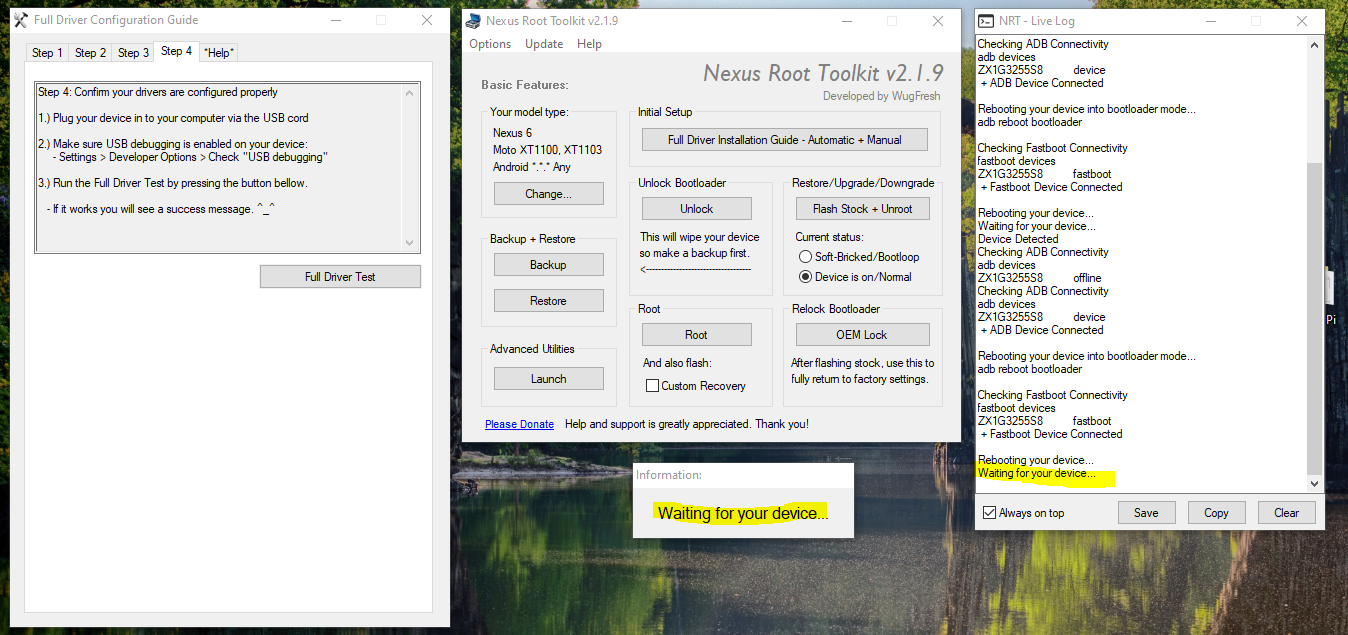 Full Driver Configuration Guide
Step 1
Step 2
Step 3
Step 4
*Help*
Step 4: Confirm your drivers are configured properly
1.) Plug your device in to your computer via the USB cord
2.) Make sure USB debugging is enabled on your device:
- Settings > Developer Options > Check "USB debugging"
3.) Run the Full Driver Test by pressing the button bellow.
- If it works you will see a success message. ^_^
Full Driver Test
Nexus Root Toolkit v2.1.9
Options
Update
Help
Nexus Root Toolkit v2.1.9
Developed by WugFresh
Basic Features:
Your model type:
Nexus 6
Moto XT1100, XT1103
Android *.*.* Any
Change...
Initial Setup
Full Driver Installation Guide - Automatic + Manual
Unlock Bootloader
Unlock
This will wipe your device
so make a backup first.
<-----------------------------------
Restore/Upgrade/Downgrade
Flash Stock + Unroot
Current status:
Soft-Bricked/Bootloop
Device is on/Normal
Backup + Restore
Backup
Restore
Root
Root
And also flash:
Custom Recovery
Relock Bootloader
OEM Lock
After flashing stock, use this to
fully return to factory settings.
Advanced Utilities
Launch
Please Donate Help and support is greatly appreciated. Thank you!
Information:
Waiting for your device...
NRT - Live Log
Checking ADB Connectivity
adb devices
ZX1G3255S8 device
+ ADB Device Connected
Rebooting your device into bootloader mode...
adb reboot bootloader
Checking Fastboot Connectivity
fastboot devices
ZX1G3255S8 fastboot
+ Fastboot Device Connected
Rebooting your device...
Waiting for your device...
Device Detected
Checking ADB Connectivity
adb devices
ZX1G3255S8 offline
Checking ADB Connectivity
adb devices
ZX1G3255S8 device
+ ADB Device Connected
Rebooting your device into bootloader mode...
adb reboot bootloader
Checking Fastboot Connectivity
fastboot devices
ZX1G3255S8 fastboot
+ Fastboot Device Connected
Rebooting your device...
Waiting for your device...
Always on top
Save
Copy
Clear
Pi